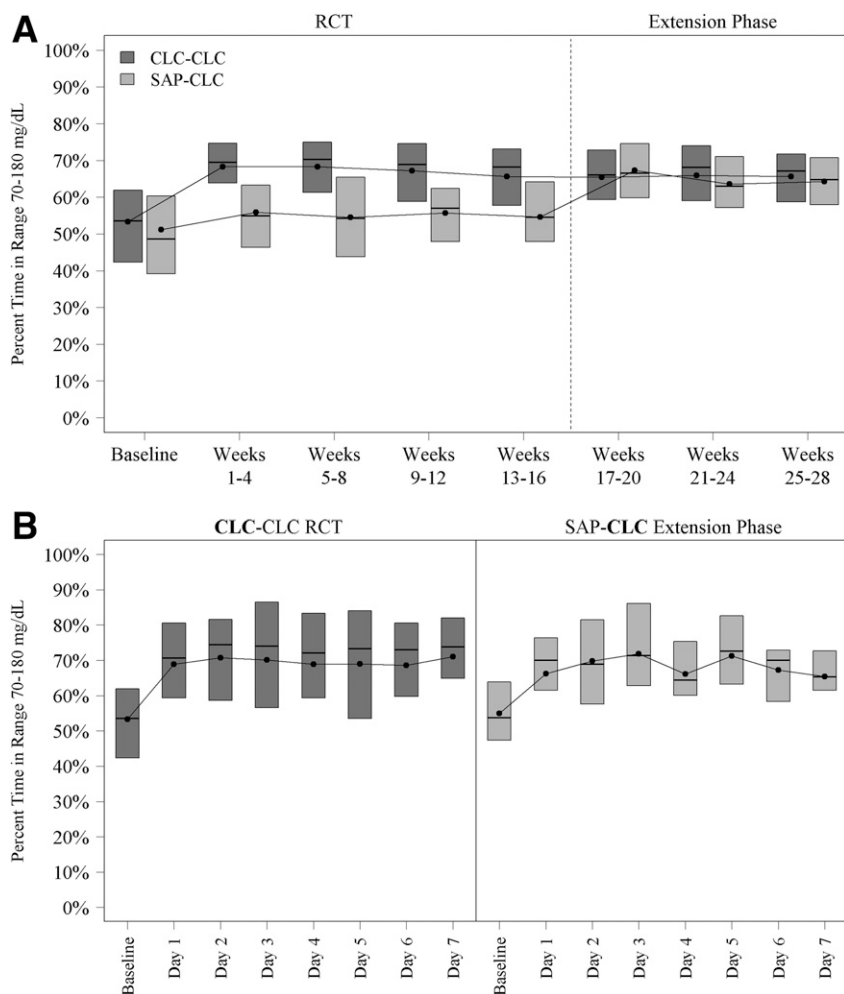 A
RCT
Extension Phase
CLC-CLC
SAP-CLC
Percent Time in Range 70-180 mg/dL
100%
90%
80%
70%
60%
50%
40%
30%
20%
10%
0%
Baseline
Weeks
1-4
Weeks
5-8
Weeks
9-12
Weeks
13-16
Weeks
17-20
Weeks
21-24
Weeks
25-28
B
CLC-CLC RCT
SAP-CLC Extension Phase
Percent Time in Range 70-180 mg/dL
100%
90%
80%
70%
60%
50%
40%
30%
20%
10%
0%
Baseline
Day 1
Day 2
Day 3
Day 4
Day 5
Day 6
Day 7
Baseline
Day 1
Day 2
Day 3
Day 4
Day 5
Day 6
Day 7